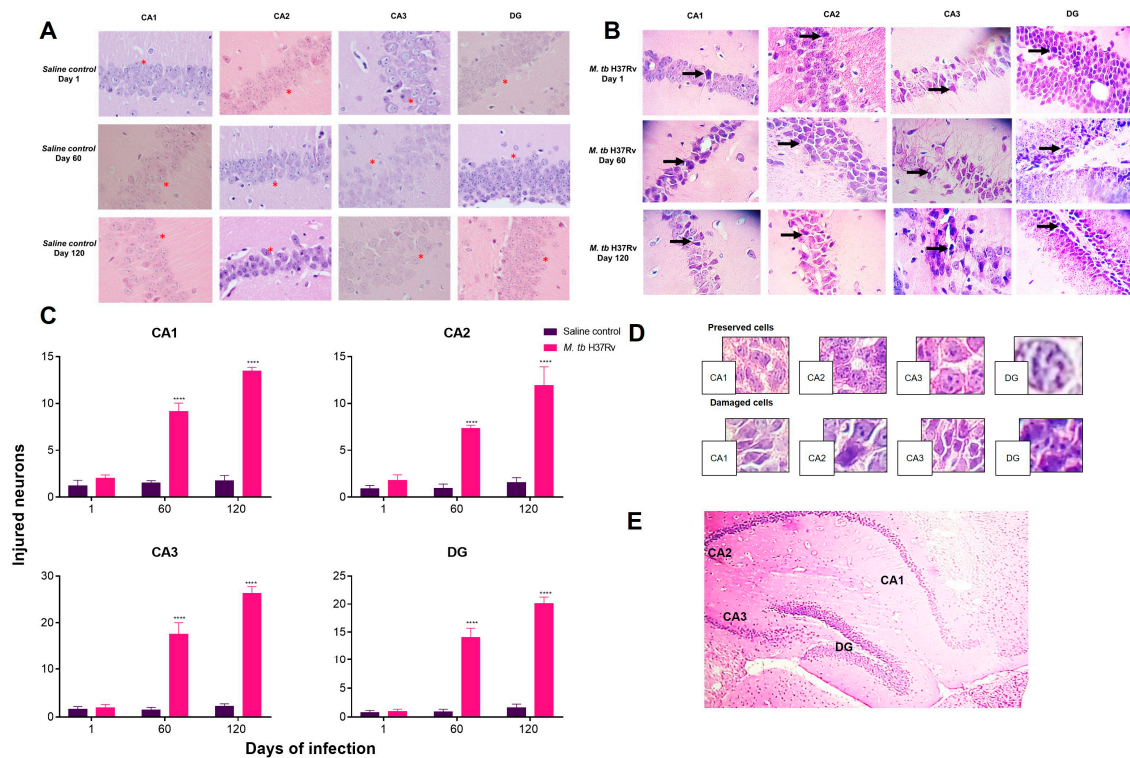 A
CA1 CA2 CA3 DG
Saline control
Day 1
Saline control
Day 60
Saline control
Day 120
B
CA1 CA2 CA3 DG
M. tb H37Rv
Day 1
M. tb H37Rv
Day 60
M. tb H37Rv
Day 120
C
Saline control
M. tb H37Rv
Injured neurons
CA1
15
10
5
0
****
****
1 60 120
CA2
15
10
5
0
****
****
1 60 120
CA3
30
20
10
0
****
****
1 60 120
DG
25
20
15
10
5
0
****
****
1 60 120
Days of infection
D
Preserved cells
CA1 CA2 CA3 DG
Damaged cells
CA1 CA2 CA3 DG
E
CA2
CA1
CA3
DG